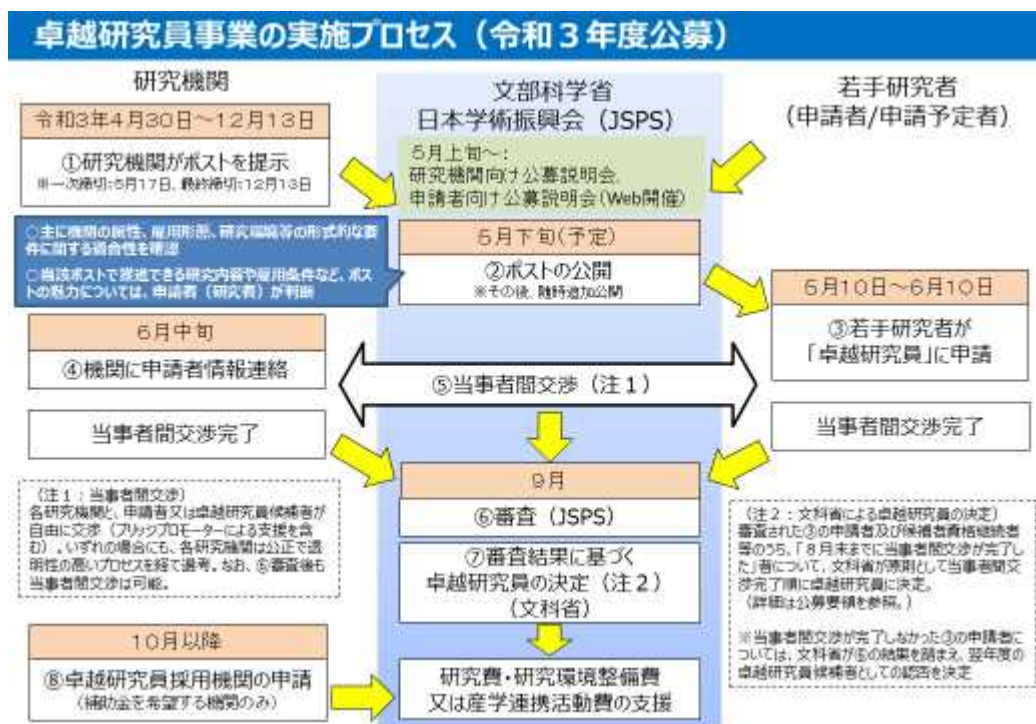 卓越研究員事業の実施プロセス（令和３年度公募）
研究機関
令和3年4月30日～12月13日
①研究機関がポストを提示
※一次締切:5月17日、最終締切:12月13日
文部科学省
日本学術振興会（JSPS）
5月上旬～：
研究機関向け公募説明会、
申請者向け公募説明会(Web開催)
若手研究者
（申請者/申請予定者）
○主に機関の属性、雇用形態、研究環境等の形式的な要
件に関する適合性を確認
○当該ポストで推進できる研究内容や雇用条件など、ポス
トの魅力については、申請者（研究者）が判断
5月下旬(予定)
②ポストの公開
※その後、随時追加公開
5月10日～6月10日
③若手研究者が
「卓越研究員」に申請
6月中旬
④機関に申請者情報連絡
⑤当事者間交渉（注１）
当事者間交渉完了
当事者間交渉完了
（注１：当事者間交渉）
各研究機関と、申請者又は卓越研究員候補者が
自由に交渉（ブリッジプロモーターによる支援を含
む）。いずれの場合にも、各研究機関は公正で透
明性の高いプロセスを経て選考。なお、⑥審査後も
当事者間交渉は可能。
9月
⑥審査（JSPS）
⑦審査結果に基づく
卓越研究員の決定（注２）
（文科省）
（注２：文科省による卓越研究員の決定）
審査された③の申請者及び候補者資格継続者
等のうち、「８月末までに当事者間交渉が完了し
た」者について、文科省が原則として当事者間交
渉完了順に卓越研究員に決定。
（詳細は公募要領を参照。）
※当事者間交渉が完了しなかった③の申請者に
ついては、文科省が⑥の結果を踏まえ、翌年度の
卓越研究員候補者としての認否を決定
10月以降
⑧卓越研究員採用機関の申請
（補助金を希望する機関のみ）
研究費・研究環境整備費
又は産学連携活動費の支援